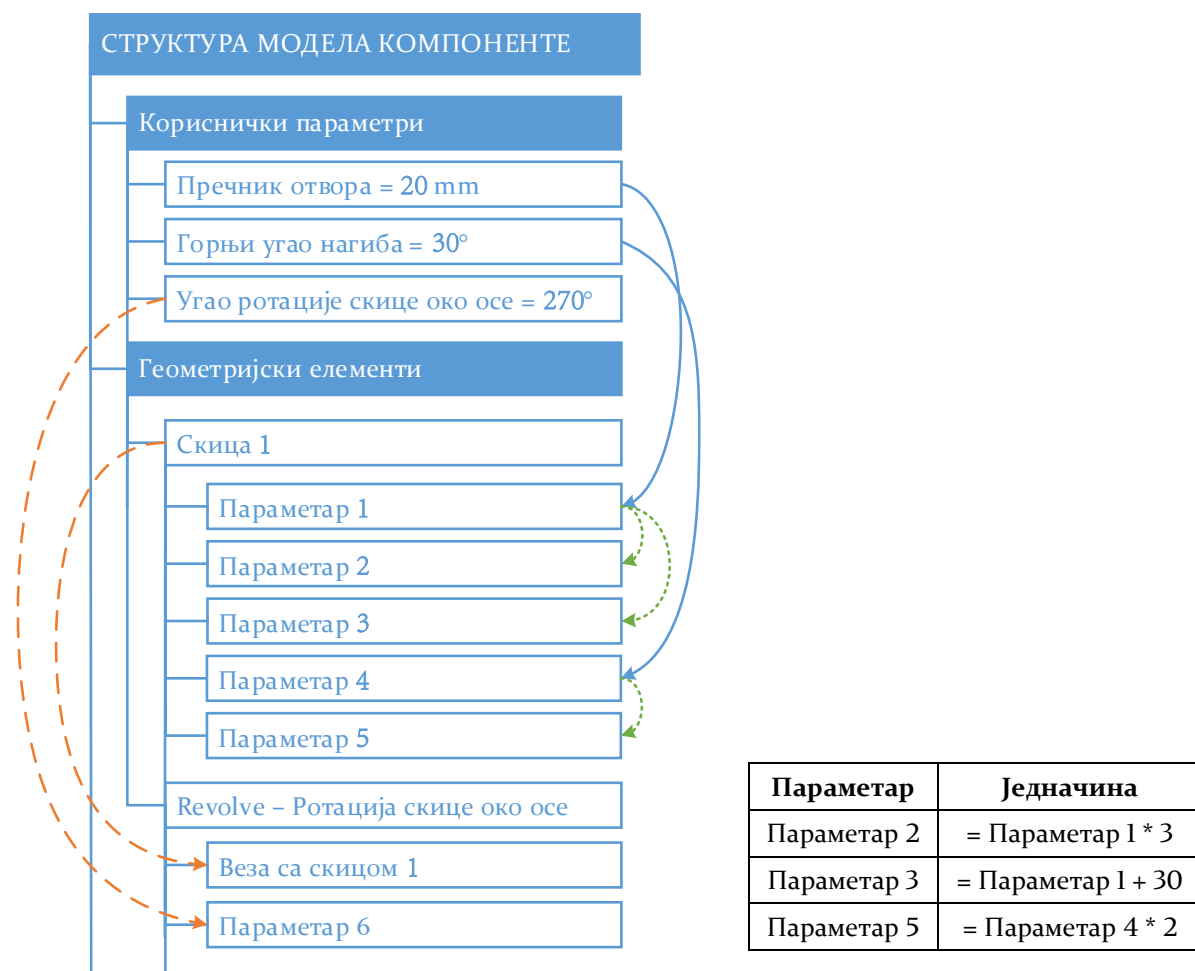 СТРУКТУРА МОДЕЛА КОМПОНЕНТЕ
Кориснички параметри
Пречник отвора = 20 mm
Горњи угао нагиба = 30°
Угао ротације скице око осе = 270°
Геометријски елементи
Скица 1
Параметар 1
Параметар 2
Параметар 3
Параметар 4
Параметар 5
Revolve – Ротација скице око осе
Веза са скицом 1
Параметар 6
Параметар Једначина
Параметар 2 = Параметар 1 * 3
Параметар 3 = Параметар 1 + 30
Параметар 5 = Параметар 4 * 2